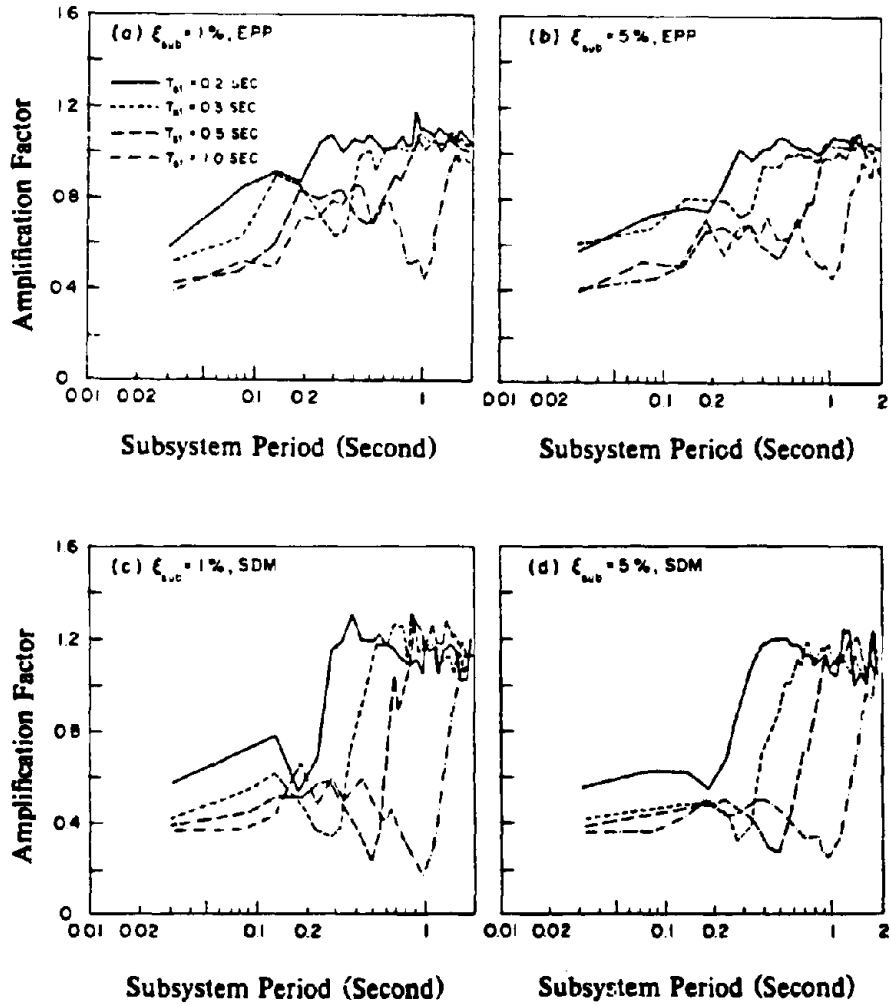 (a) ξsub = 1%, EPP
(b) ξsub = 5%, EPP
1.6
1.2
0.8
0.4
0
T_B1 = 0.2 SEC
T_B1 = 0.3 SEC
T_B1 = 0.5 SEC
T_B1 = 1.0 SEC
Amplification Factor
0.01 0.02 0.1 0.2 1
0.01 0.02 0.1 0.2 1 2
Subsystem Period (Second)
Subsystem Period (Second)
(c) ξsub = 1%, SDM
(d) ξsub = 5%, SDM
1.6
1.2
0.8
0.4
0
Amplification Factor
0.01 0.02 0.1 0.2 1
0.01 0.02 0.1 0.2 1 2
Subsystem Period (Second)
Subsystem Period (Second)